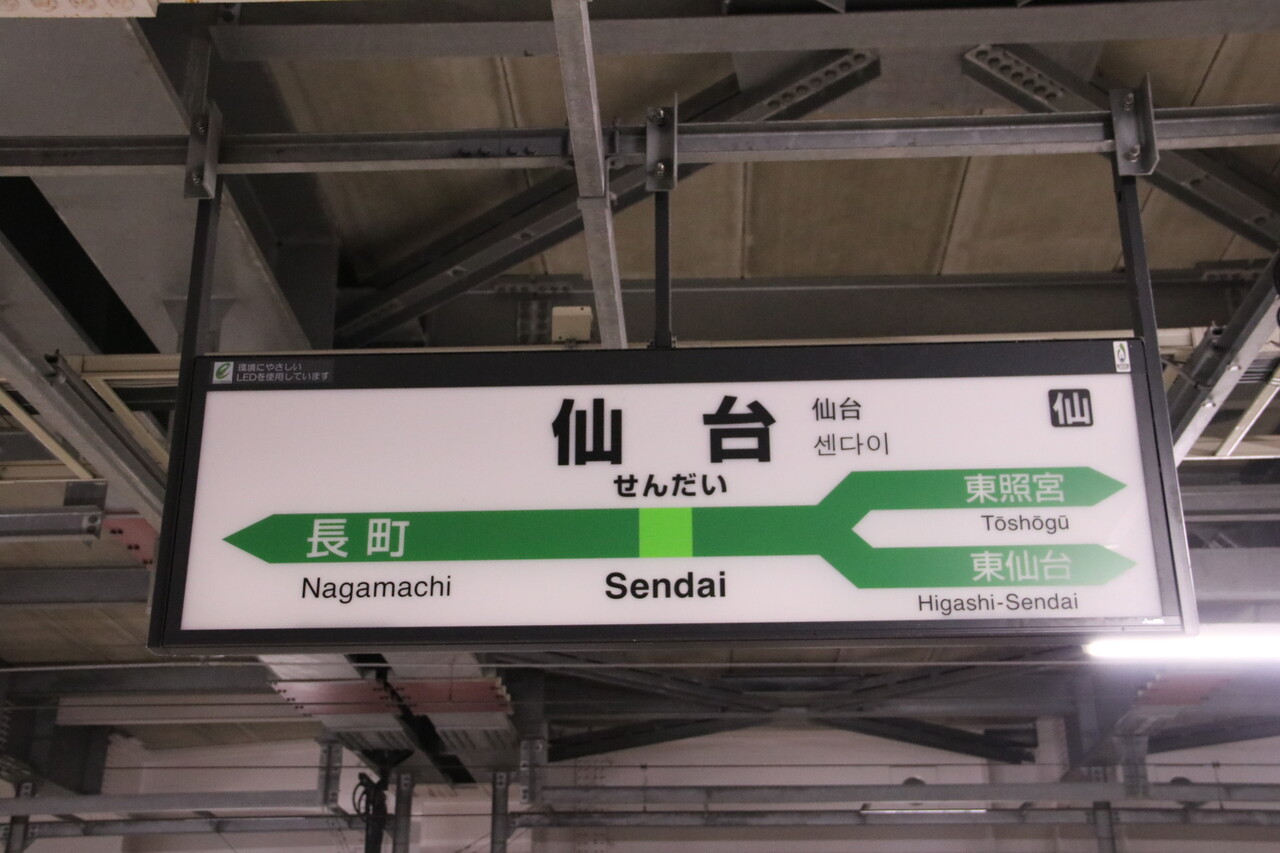 環境にやさしい
LEDを使用しています
仙台
仙台
센다이
仙
せんだい
長町
東照宮
Tōshōgū
東仙台
Nagamachi
Sendai
Higashi-Sendai